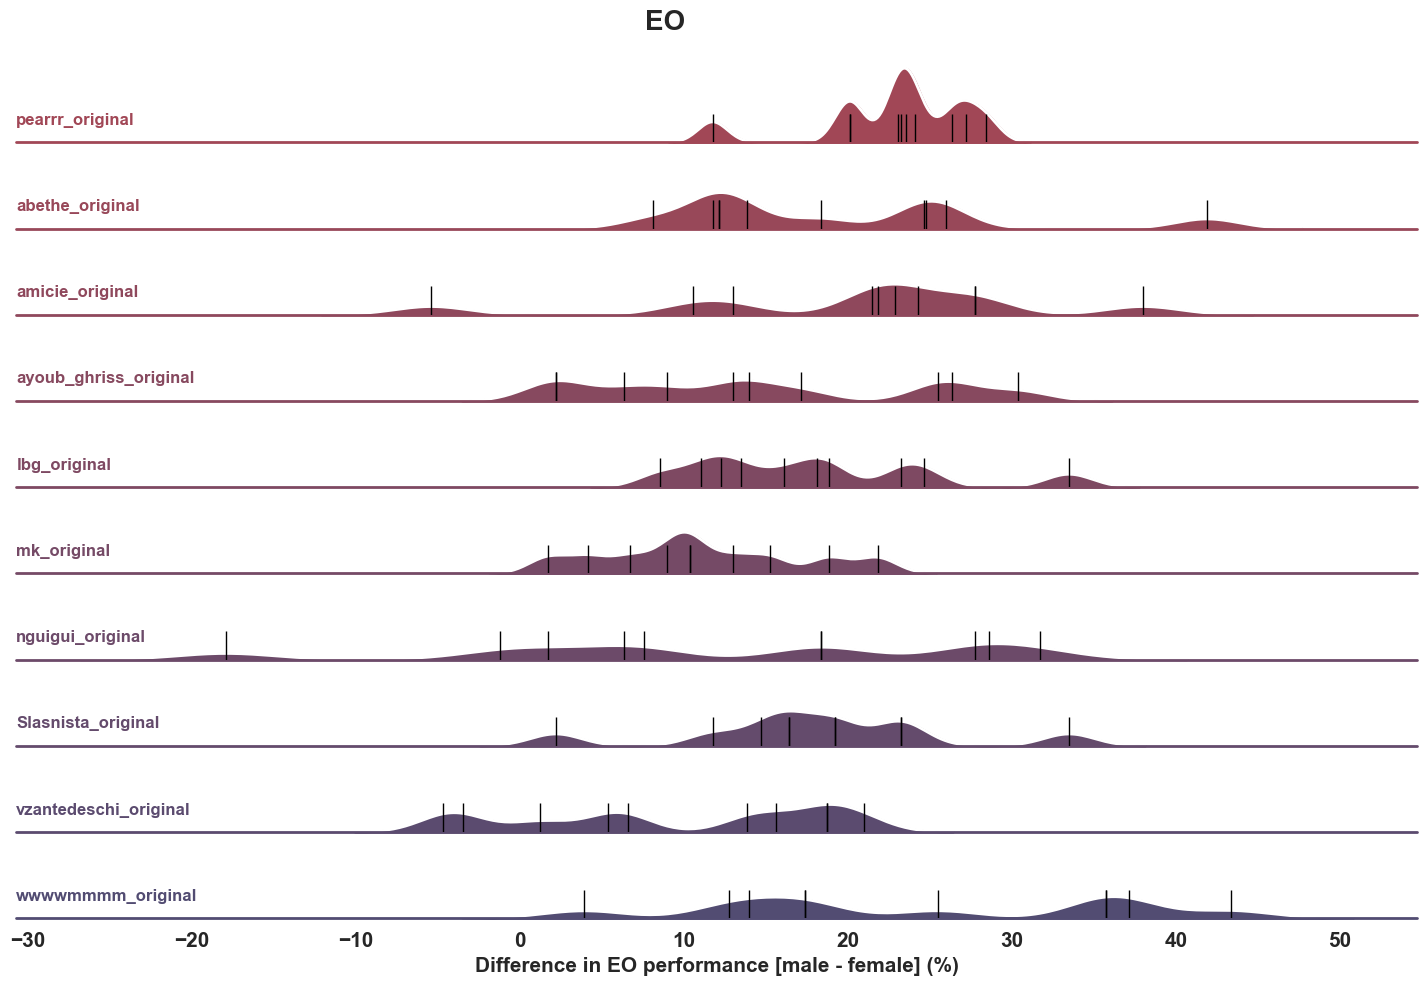 EO
pearrr_original
abethe_original
amicie_original
ayoub_ghriss_original
lbg_original
mk_original
nguigui_original
Slasnista_original
vzantedeschi_original
wwwwmmmm_original
−30 −20 −10 0 10 20 30 40 50
Difference in EO performance [male - female] (%)